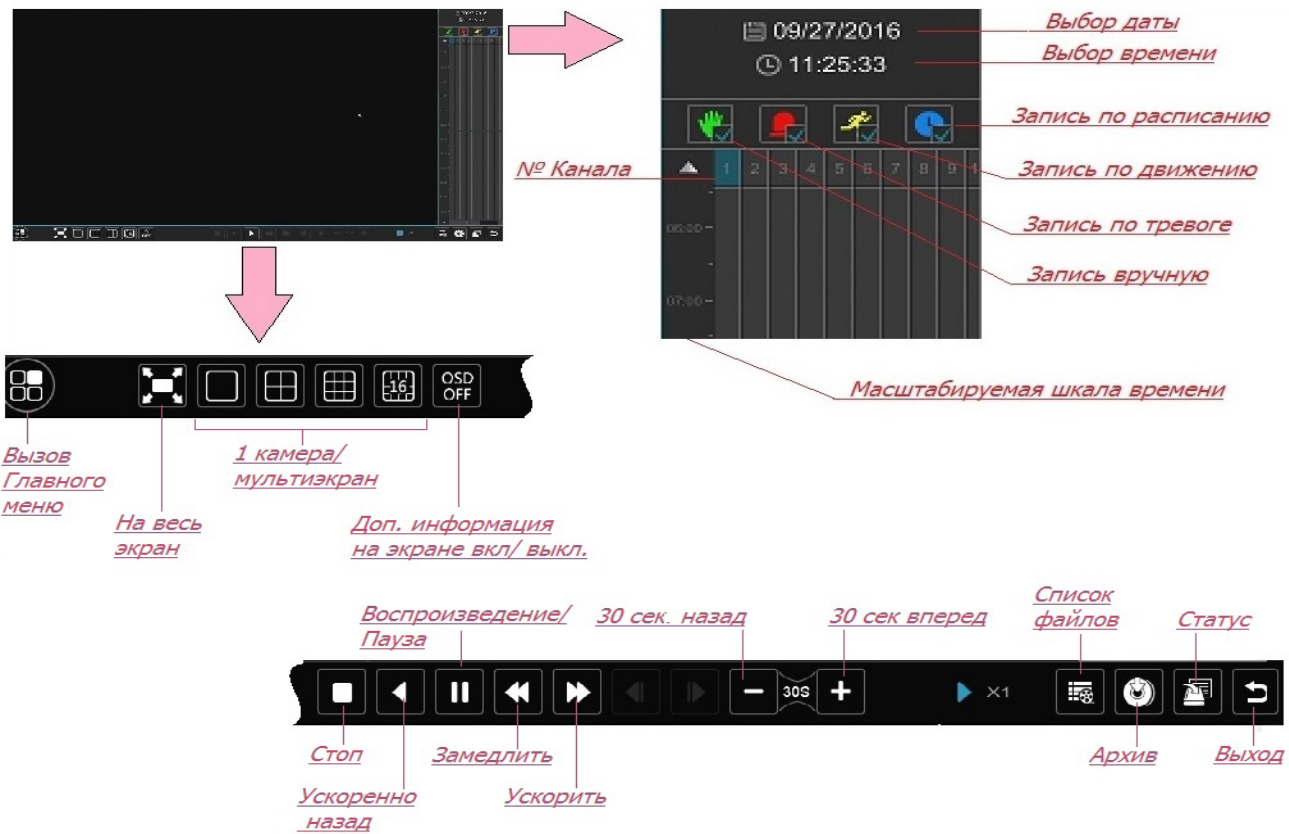 09/27/2016
11:25:33
Выбор даты
Выбор времени
Запись по расписанию
№ Канала
1 2 3 4 5 6 7 8 9 1
Запись по движению
06:00
Запись по тревоге
Запись вручную
07:00
Масштабируемая шкала времени
16
OSD
OFF
Вызов
Главного
меню
1 камера/
мультиэкран
На весь
экран
Доп. информация
на экране вкл/ выкл.
Воспроизведение/
Пауза
30 сек. назад
30 сек вперед
Список
файлов
Статус
30S
X1
Стоп
Замедлить
Архив
Выход
Ускоренно
назад
Ускорить